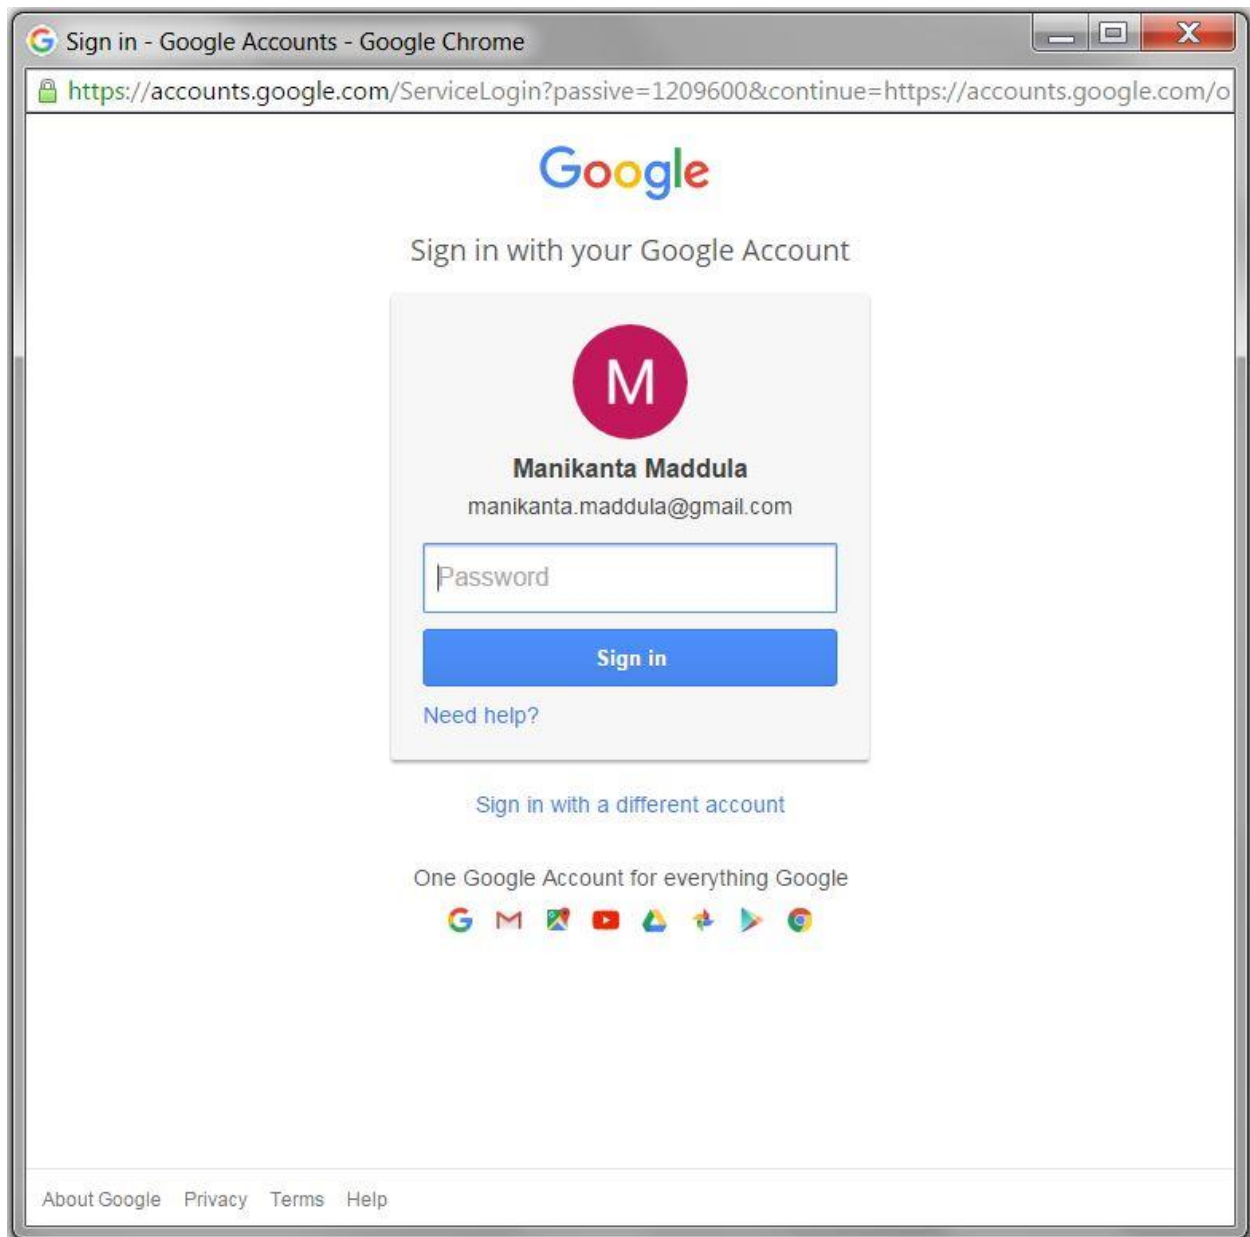 Sign in - Google Accounts - Google Chrome
https://accounts.google.com/ServiceLogin?passive=1209600&continue=https://accounts.google.com/o
Google
Sign in with your Google Account
M
Manikanta Maddula
manikanta.maddula@gmail.com
Password
Sign in
Need help?
Sign in with a different account
One Google Account for everything Google
About Google Privacy Terms Help